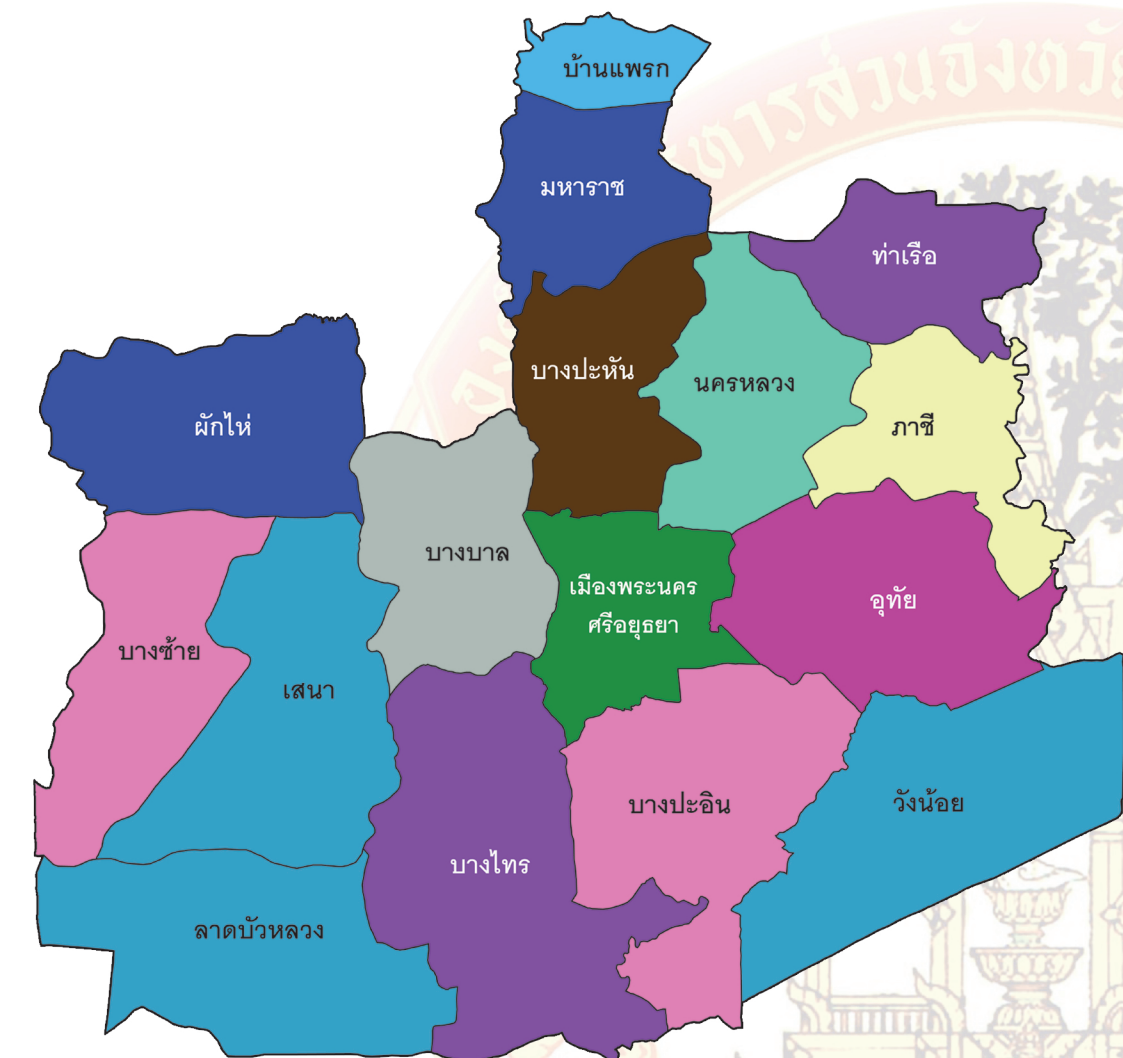 บ้านแพรก
มหาราช
ท่าเรือ
บางปะหัน
นครหลวง
ผักไห่
ภาชี
บางบาล
เมืองพระนคร
ศรีอยุธยา
อุทัย
บางซ้าย
เสนา
บางปะอิน
วังน้อย
บางไทร
ลาดบัวหลวง